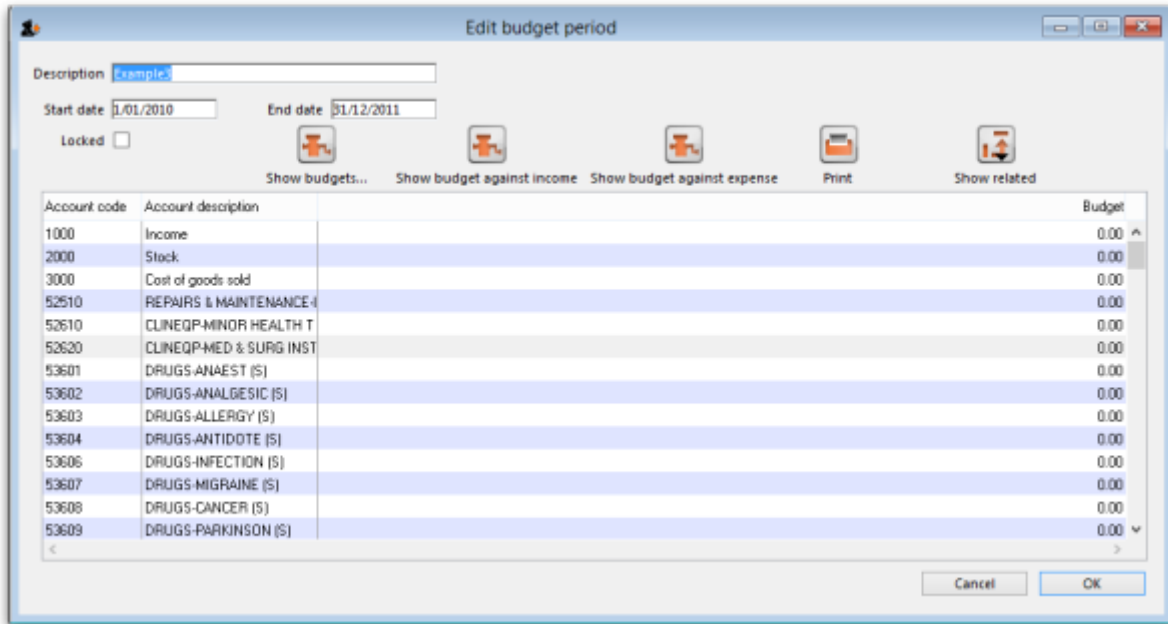 Edit budget period
Description Example3
Start date 1/01/2010 End date 31/12/2011
Locked
Show budgets... Show budget against income Show budget against expense Print Show related
Account code Account description Budget
1000 Income 0.00
2000 Stock 0.00
3000 Cost of goods sold 0.00
52510 REPAIRS & MAINTENANCE-I 0.00
52610 CLINEQP-MINOR HEALTH T 0.00
52620 CLINEQP-MED & SURG INST 0.00
53601 DRUGS-ANAEST (S) 0.00
53602 DRUGS-ANALGESIC (S) 0.00
53603 DRUGS-ALLERGY (S) 0.00
53604 DRUGS-ANTIDOTE (S) 0.00
53606 DRUGS-INFECTION (S) 0.00
53607 DRUGS-MIGRAINE (S) 0.00
53608 DRUGS-CANCER (S) 0.00
53609 DRUGS-PARKINSON (S) 0.00
Cancel OK